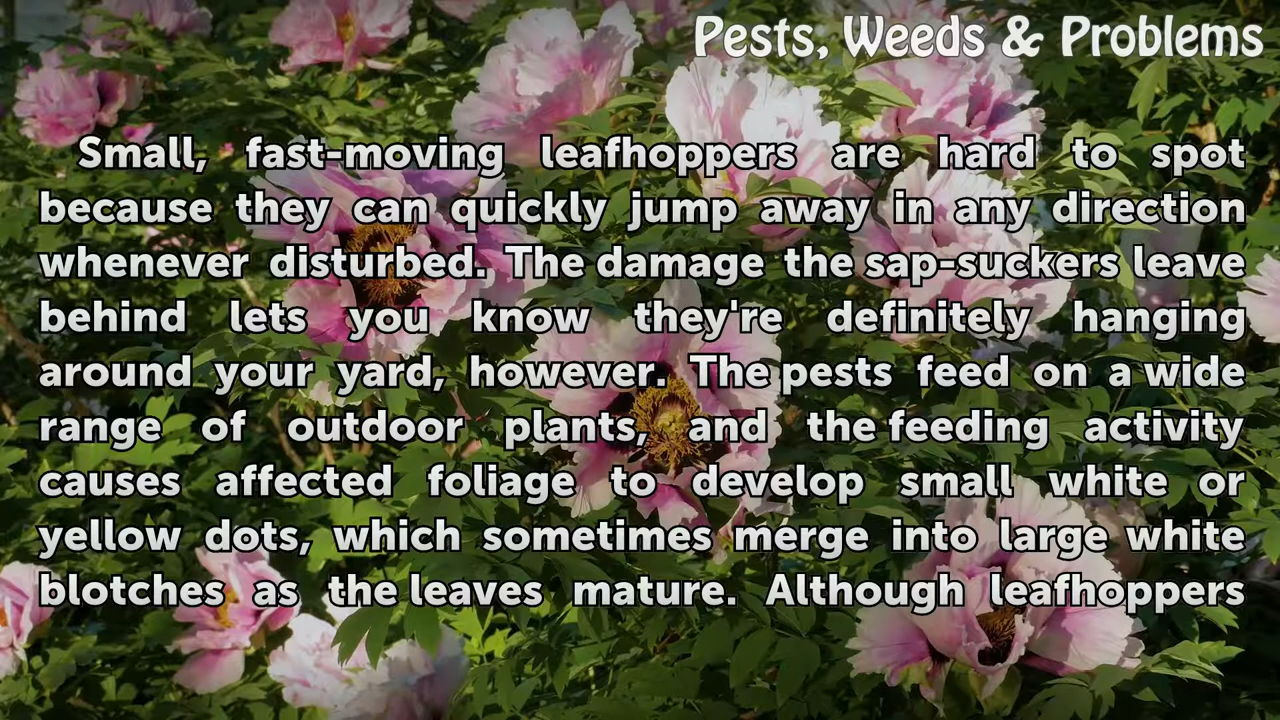 Pests, Weeds & Problems
Small, fast-moving leafhoppers are hard to spot
because they can quickly jump away in any direction
whenever disturbed. The damage the sap-suckers leave
behind lets you know they're definitely hanging
around your yard, however. The pests feed on a wide
range of outdoor plants, and the feeding activity
causes affected foliage to develop small white or
yellow dots, which sometimes merge into large white
blotches as the leaves mature. Although leafhoppers